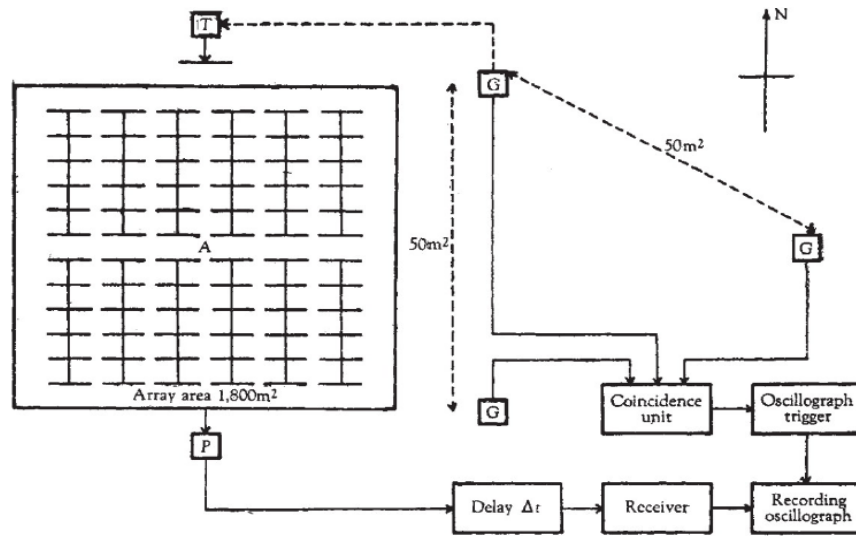 T
N
G
50m²
G
A
50m²
Array area 1,800m²
G
Coincidence
unit
Oscillograph
trigger
P
Delay Δt
Receiver
Recording
oscillograph